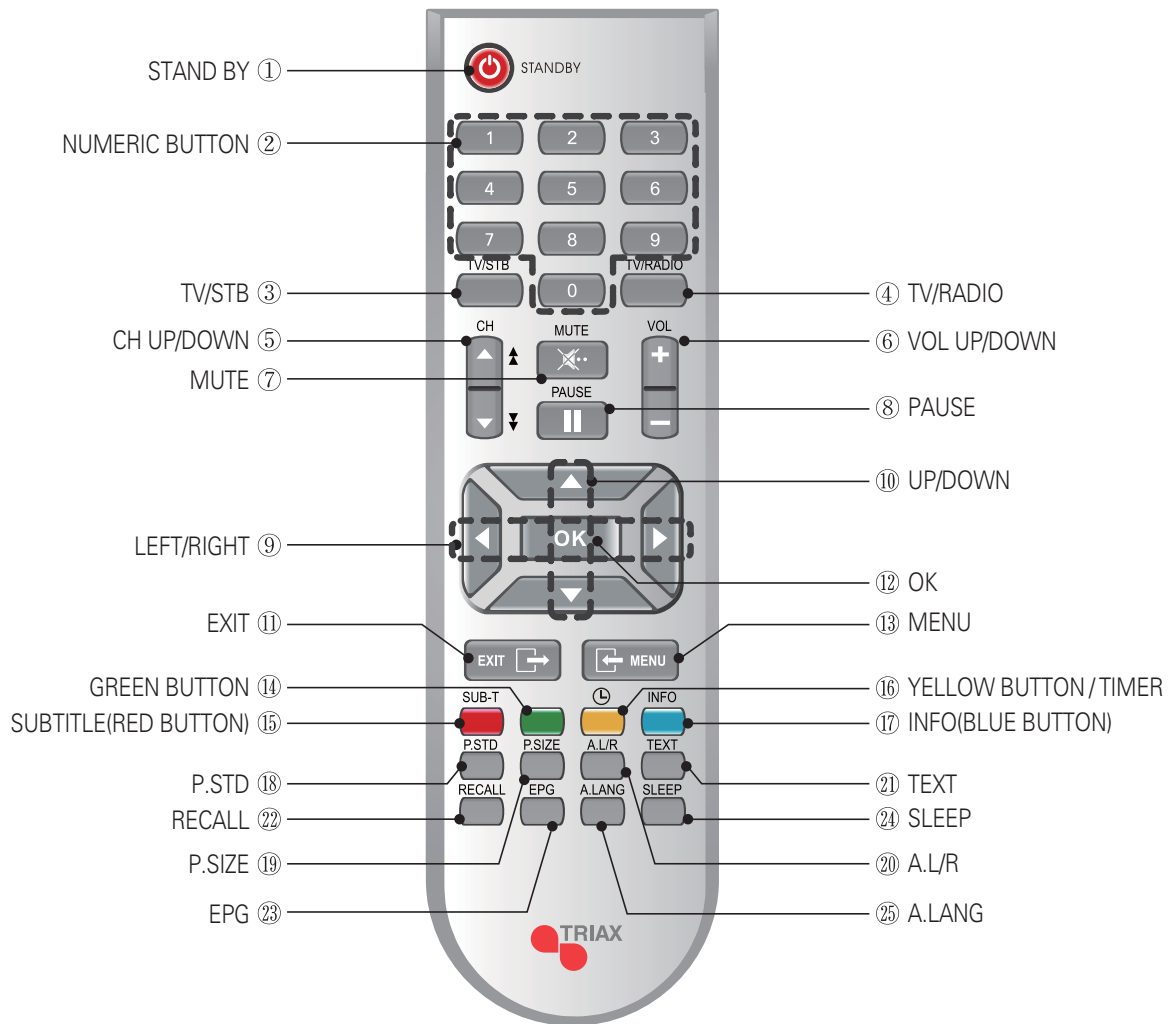 STAND BY ①
STANDBY
NUMERIC BUTTON ②
1 2 3
4 5 6
7 8 9
TV/STB TV/RADIO
0
TV/STB ③
④ TV/RADIO
CH MUTE VOL
CH UP/DOWN ⑤
⑥ VOL UP/DOWN
MUTE ⑦
PAUSE
⑧ PAUSE
⑩ UP/DOWN
LEFT/RIGHT ⑨
OK
⑫ OK
EXIT ⑪
⑬ MENU
EXIT MENU
GREEN BUTTON ⑭
⑯ YELLOW BUTTON / TIMER
SUB-T INFO
SUBTITLE(RED BUTTON) ⑮
⑰ INFO(BLUE BUTTON)
P.STD P.SIZE A.L/R TEXT
P.STD ⑱
㉑ TEXT
RECALL EPG A.LANG SLEEP
RECALL ㉒
㉔ SLEEP
P.SIZE ⑲
⑳ A.L/R
EPG ㉓
㉕ A.LANG
TRIAX